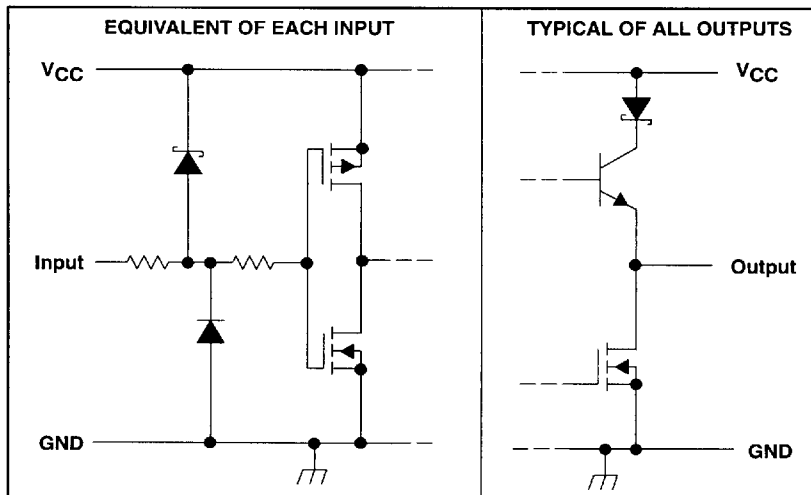 EQUIVALENT OF EACH INPUT
VCC
Input
GND
TYPICAL OF ALL OUTPUTS
VCC
Output
GND